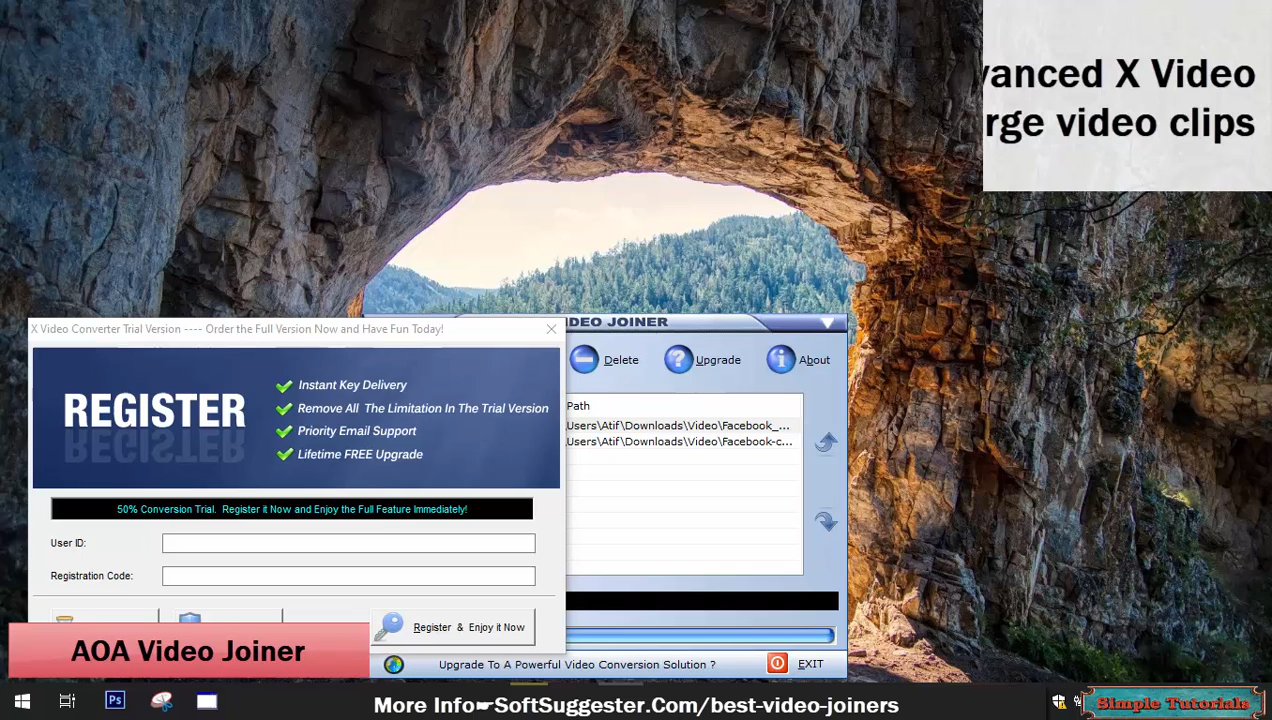 vanced X Video
rge video clips
X Video Converter Trial Version ---- Order the Full Version Now and Have Fun Today!
REGISTER
Instant Key Delivery
Remove All The Limitation In The Trial Version
Priority Email Support
Lifetime FREE Upgrade
50% Conversion Trial. Register it Now and Enjoy the Full Feature Immediately!
User ID:
Registration Code:
Register & Enjoy it Now
IDEO JOINER
Delete
Upgrade
About
Path
Users\Atif\Downloads\Video\Facebook_...
Users\Atif\Downloads\Video\Facebook-c...
AOA Video Joiner
Upgrade To A Powerful Video Conversion Solution ?
EXIT
Ps
More Info☛SoftSuggester.Com/best-video-joiners
Simple Tutorials